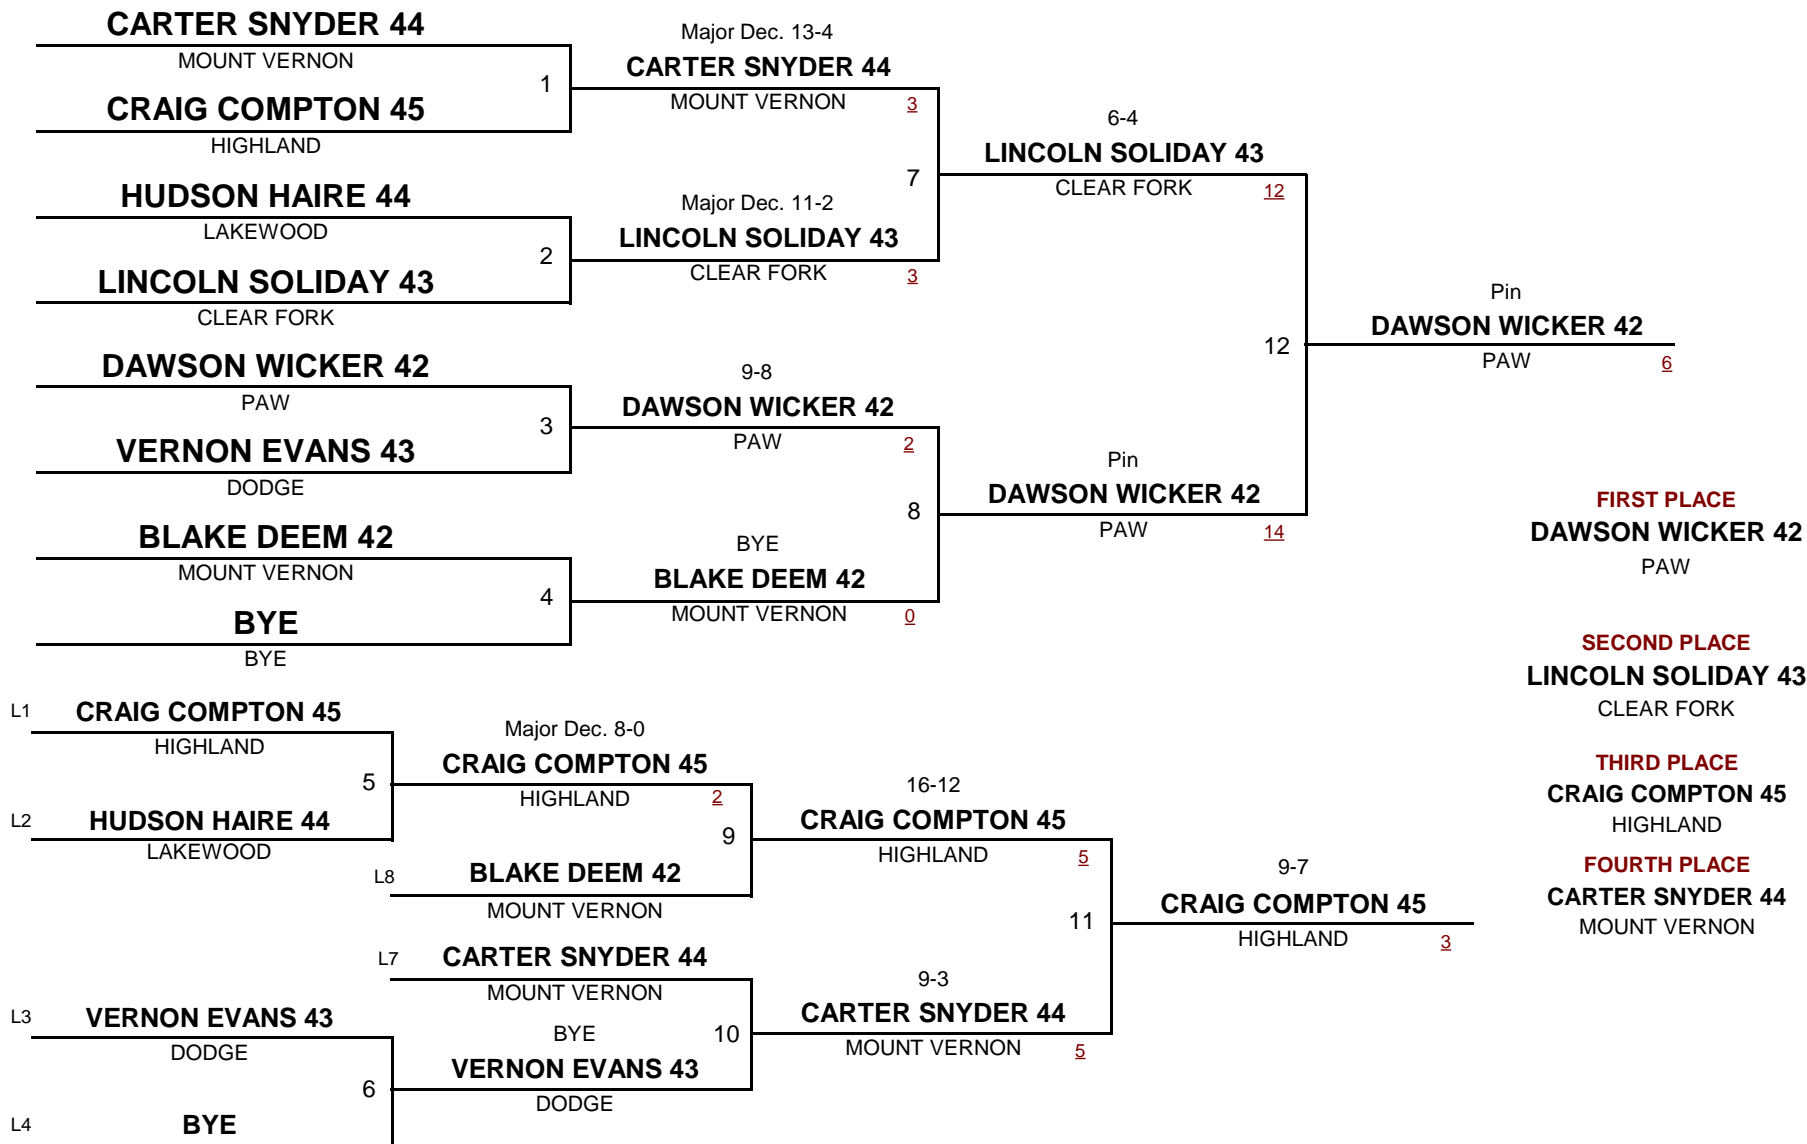 CARTER SNYDER 44
MOUNT VERNON
1
CRAIG COMPTON 45
HIGHLAND
Major Dec. 13-4
CARTER SNYDER 44
MOUNT VERNON 3
HUDSON HAIRE 44
LAKEWOOD
2
LINCOLN SOLIDAY 43
CLEAR FORK
7
Major Dec. 11-2
LINCOLN SOLIDAY 43
CLEAR FORK 3
6-4
LINCOLN SOLIDAY 43
CLEAR FORK 12
DAWSON WICKER 42
PAW
3
VERNON EVANS 43
DODGE
9-8
DAWSON WICKER 42
PAW 2
BLAKE DEEM 42
MOUNT VERNON
4
BYE
BYE
8
BYE
BLAKE DEEM 42
MOUNT VERNON 0
Pin
DAWSON WICKER 42
PAW 14
12
Pin
DAWSON WICKER 42
PAW 6
FIRST PLACE
DAWSON WICKER 42
PAW
SECOND PLACE
LINCOLN SOLIDAY 43
CLEAR FORK
THIRD PLACE
CRAIG COMPTON 45
HIGHLAND
FOURTH PLACE
CARTER SNYDER 44
MOUNT VERNON
L1 CRAIG COMPTON 45
HIGHLAND
5
L2 HUDSON HAIRE 44
LAKEWOOD
Major Dec. 8-0
CRAIG COMPTON 45
HIGHLAND 2
9
L8 BLAKE DEEM 42
MOUNT VERNON
16-12
CRAIG COMPTON 45
HIGHLAND 5
L7 CARTER SNYDER 44
MOUNT VERNON
10
BYE
VERNON EVANS 43
DODGE
L3 VERNON EVANS 43
DODGE
6
L4 BYE
9-3
CARTER SNYDER 44
MOUNT VERNON 5
11
9-7
CRAIG COMPTON 45
HIGHLAND 3